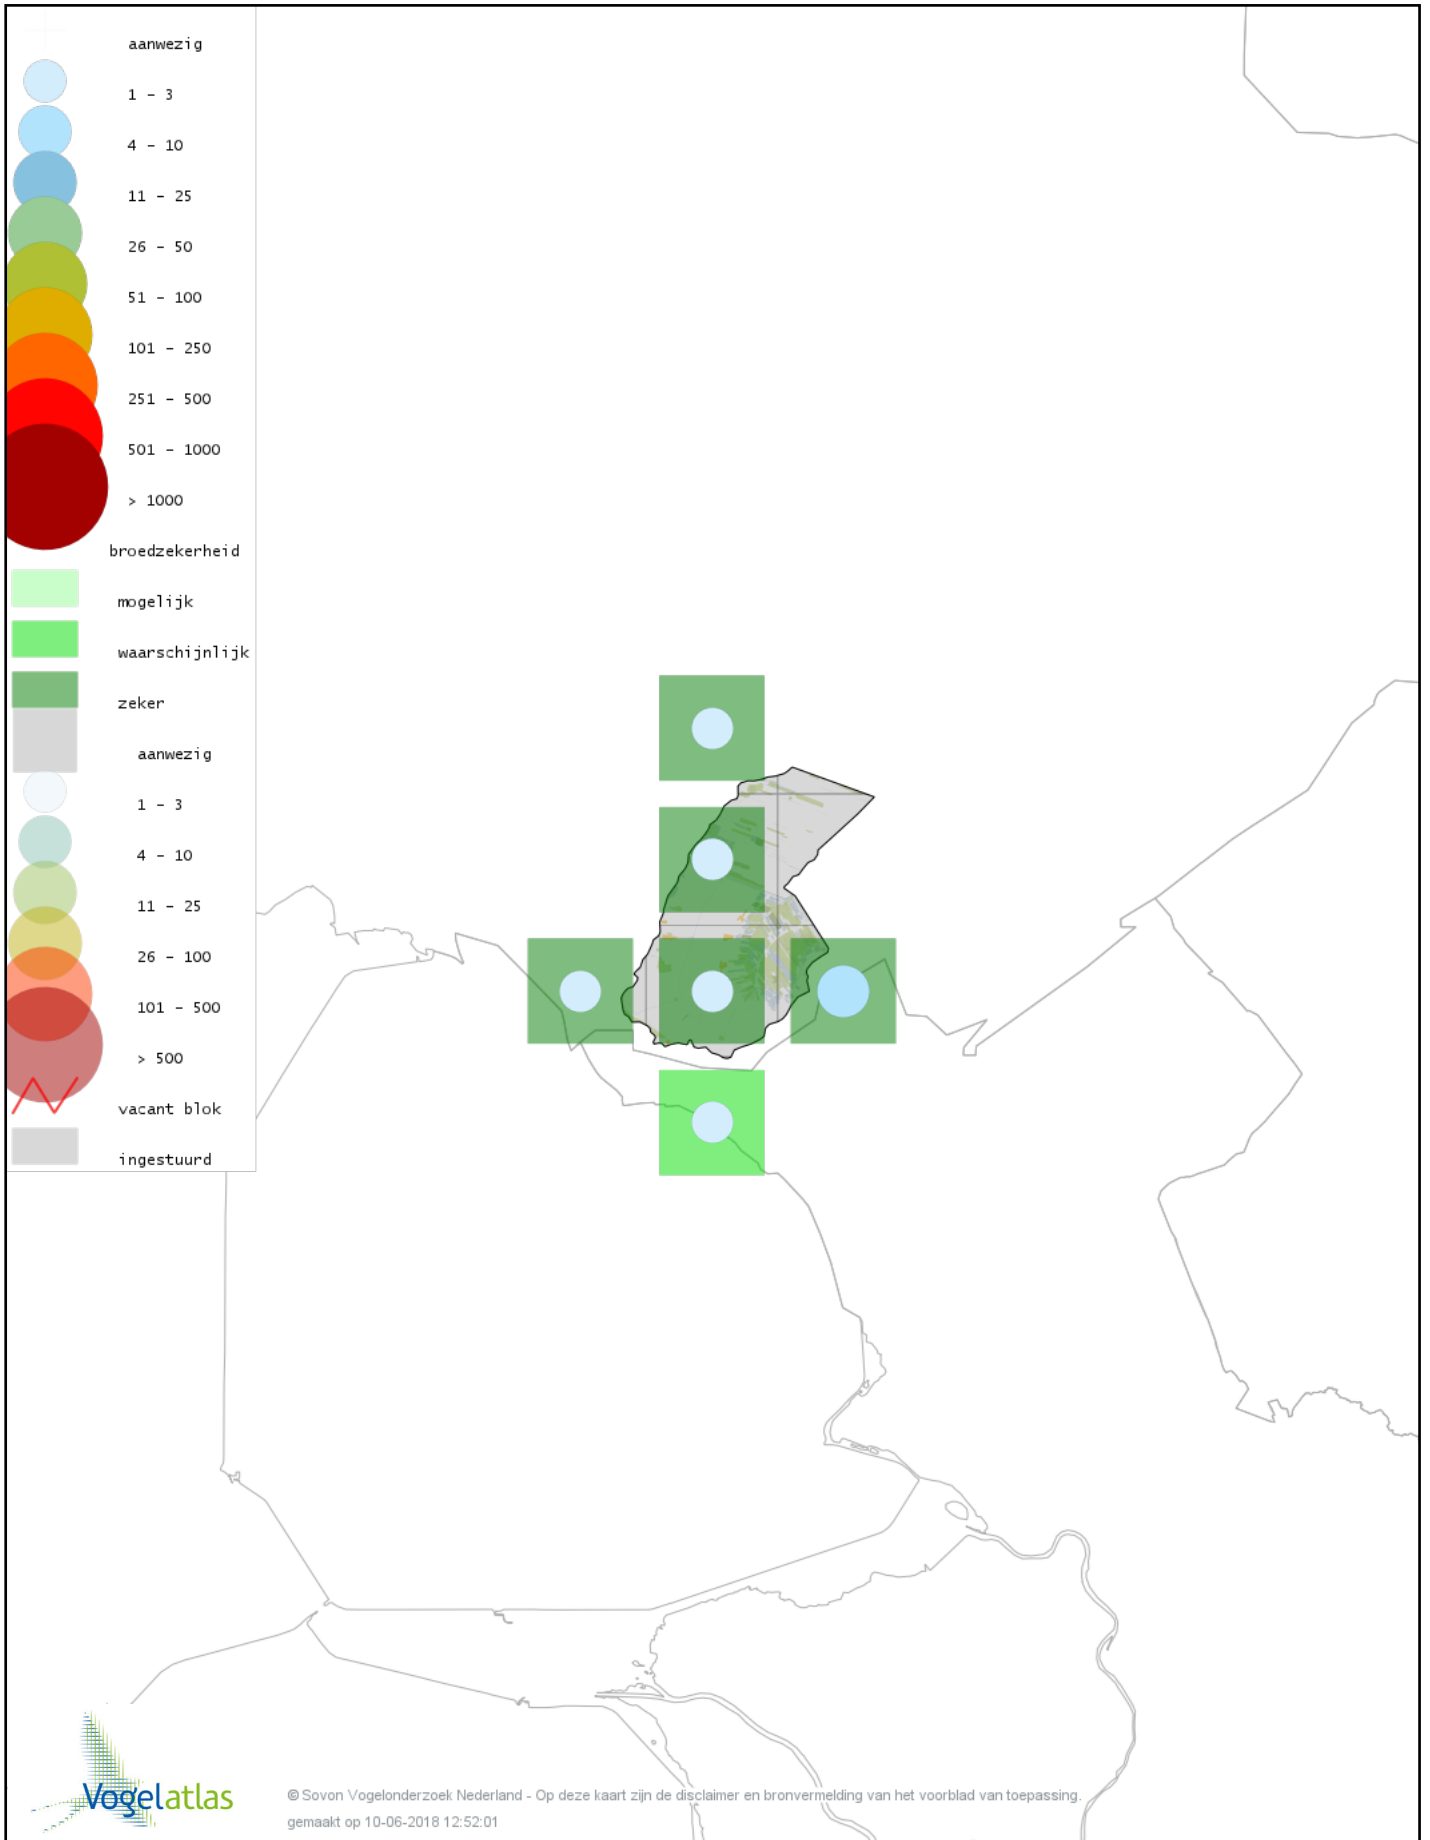 aanwezig
1 - 3
4 - 10
11 - 25
26 - 50
51 - 100
101 - 250
251 - 500
501 - 1000
> 1000
broedzekerheid
mogelijk
waarschijnlijk
zeker
aanwezig
1 - 3
4 - 10
11 - 25
26 - 100
101 - 500
> 500
vacant blok
ingestuurd
Vogelatlas
© Sovon Vogelonderzoek Nederland - Op deze kaart zijn de disclaimer en bronvermelding van het voorblad van toepassing.
gemaakt op 10-06-2018 12:52:01